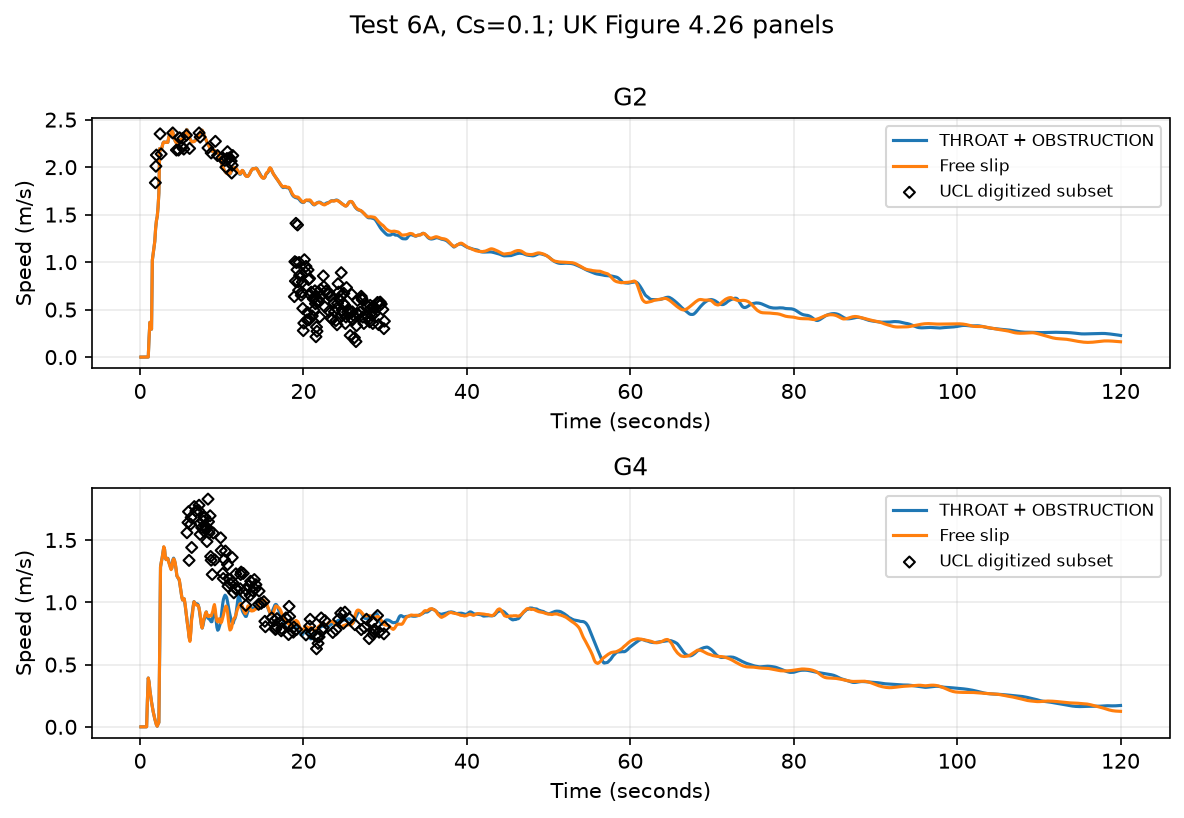 Test 6A, Cs=0.1; UK Figure 4.26 panels
G2
2.5
2.0
1.5
1.0
0.5
0.0
Speed (m/s)
THROAT + OBSTRUCTION
Free slip
UCL digitized subset
0 20 40 60 80 100 120
Time (seconds)
G4
1.5
1.0
0.5
0.0
Speed (m/s)
THROAT + OBSTRUCTION
Free slip
UCL digitized subset
0 20 40 60 80 100 120
Time (seconds)